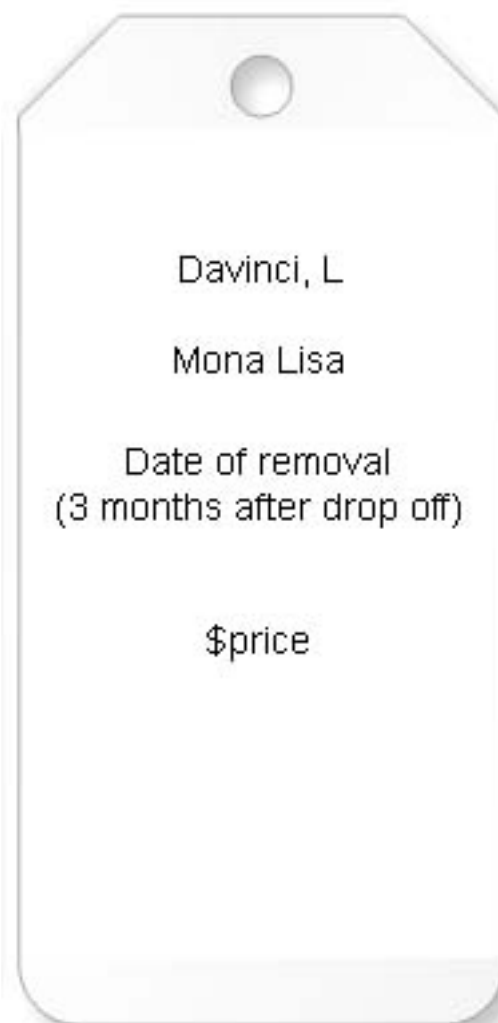 Davinci, L
Mona Lisa
Date of removal
(3 months after drop off)
$price